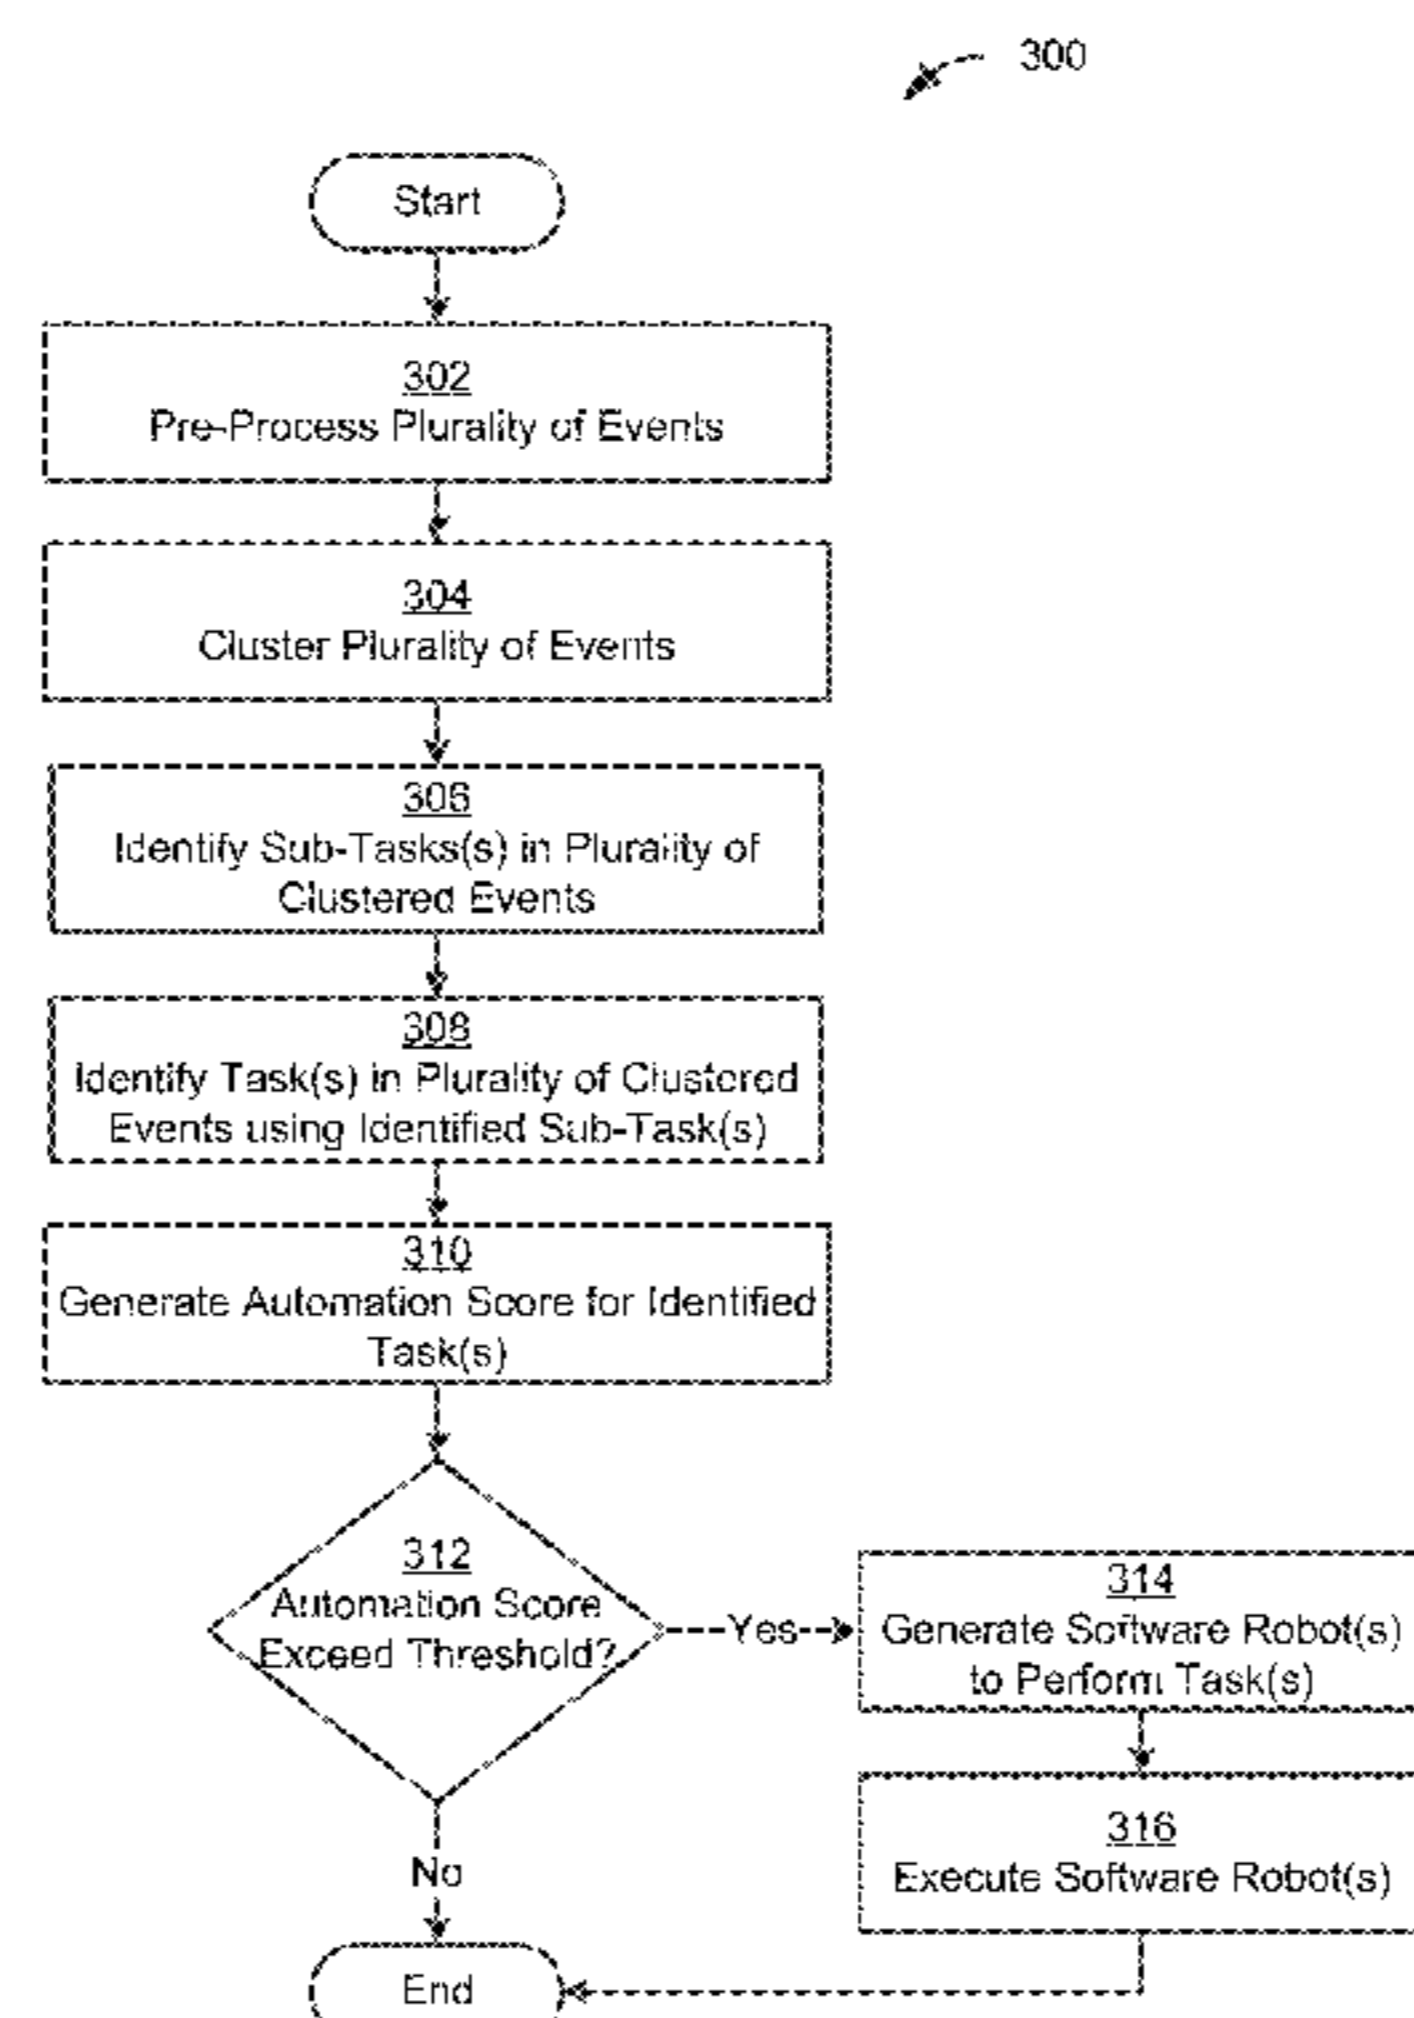 300
Start
302
Pre-Process Plurality of Events
304
Cluster Plurality of Events
306
Identify Sub-Tasks(s) in Plurality of
Clustered Events
308
Identify Task(s) in Plurality of Clustered
Events using Identified Sub-Task(s)
310
Generate Automation Score for Identified
Task(s)
312
Automation Score
Exceed Threshold?
Yes
314
Generate Software Robot(s)
to Perform Task(s)
316
Execute Software Robot(s)
No
End